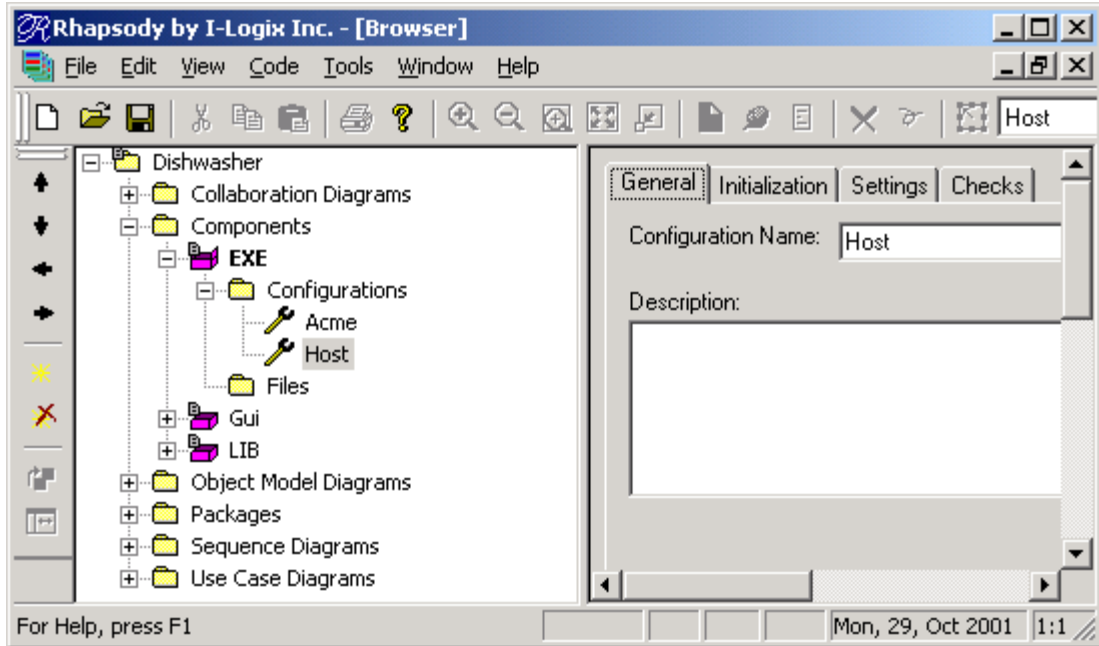 Rhapsody by I-Logix Inc. - [Browser]
File Edit View Code Tools Window Help
Host
Dishwasher
Collaboration Diagrams
Components
EXE
Configurations
Acme
Host
Files
Gui
LIB
Object Model Diagrams
Packages
Sequence Diagrams
Use Case Diagrams
General Initialization Settings Checks
Configuration Name: Host
Description:
For Help, press F1 Mon, 29, Oct 2001 1:1